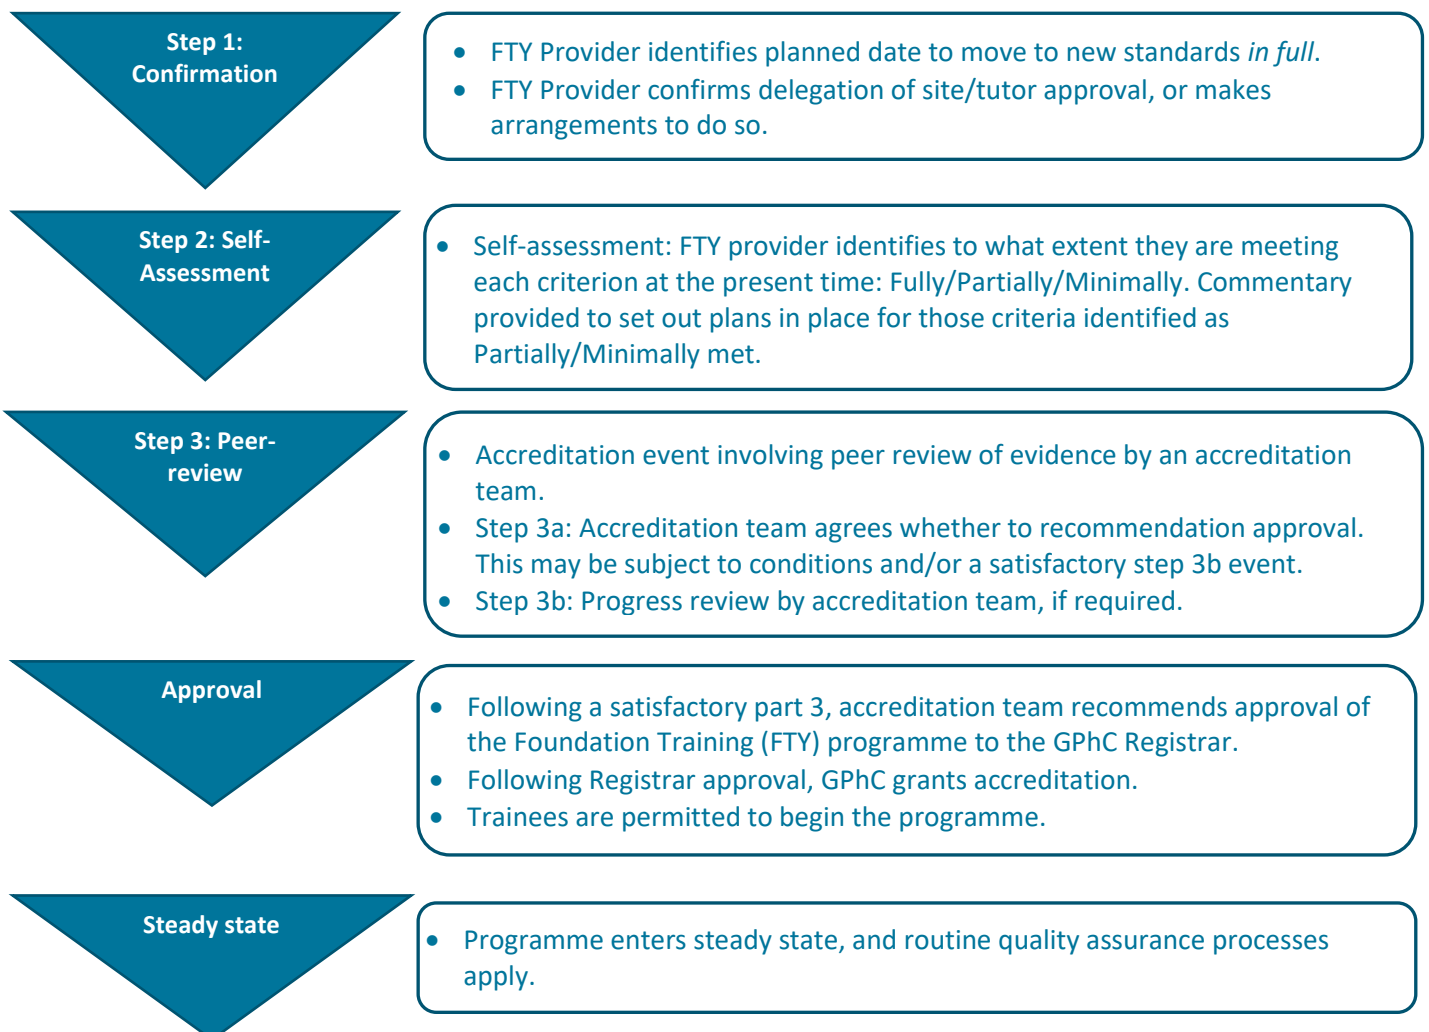 Step 1:
Confirmation
• FTY Provider identifies planned date to move to new standards in full.
• FTY Provider confirms delegation of site/tutor approval, or makes
arrangements to do so.
Step 2: Self-
Assessment
• Self-assessment: FTY provider identifies to what extent they are meeting
each criterion at the present time: Fully/Partially/Minimally. Commentary
provided to set out plans in place for those criteria identified as
Partially/Minimally met.
Step 3: Peer-
review
• Accreditation event involving peer review of evidence by an accreditation
team.
• Step 3a: Accreditation team agrees whether to recommendation approval.
This may be subject to conditions and/or a satisfactory step 3b event.
• Step 3b: Progress review by accreditation team, if required.
Approval
• Following a satisfactory part 3, accreditation team recommends approval of
the Foundation Training (FTY) programme to the GPhC Registrar.
• Following Registrar approval, GPhC grants accreditation.
• Trainees are permitted to begin the programme.
Steady state
• Programme enters steady state, and routine quality assurance processes
apply.